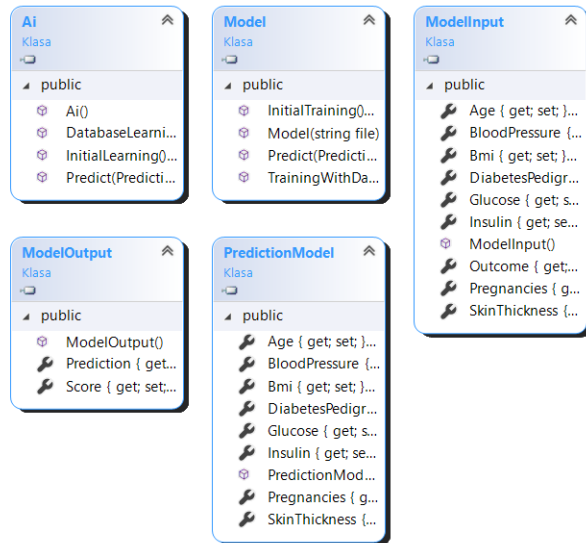 Ai
Klasa
public
Ai()
DatabaseLearni...
InitialLearning()...
Predict(Predicti...
Model
Klasa
public
InitialTraining()...
Model(string file)
Predict(Predicti...
TrainingWithDa...
ModelInput
Klasa
public
Age { get; set; }...
BloodPressure {...
Bmi { get; set; }...
DiabetesPedigr...
Glucose { get; s...
Insulin { get; se...
ModelInput()
Outcome { get;...
Pregnancies { g...
SkinThickness {...
ModelOutput
Klasa
public
ModelOutput()
Prediction { get...
Score { get; set;...
PredictionModel
Klasa
public
Age { get; set; }...
BloodPressure {...
Bmi { get; set; }...
DiabetesPedigr...
Glucose { get; s...
Insulin { get; se...
PredictionMod...
Pregnancies { g...
SkinThickness {...